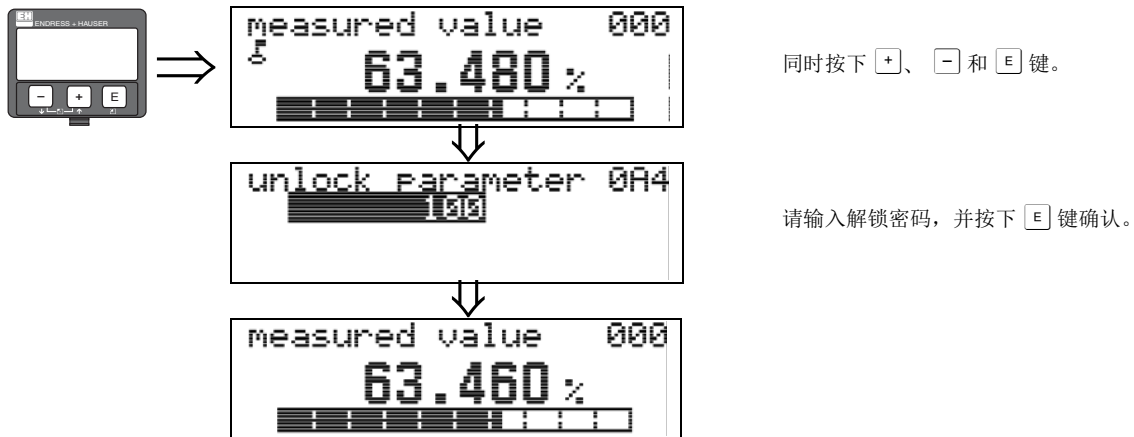 EH ENDRESS + HAUSER
− + E
measured value 000
63.480 %
同时按下 + 、 − 和 E 键。
unlock parameter 0A4
100
请输入解锁密码，并按下 E 键确认。
measured value 000
63.460 %